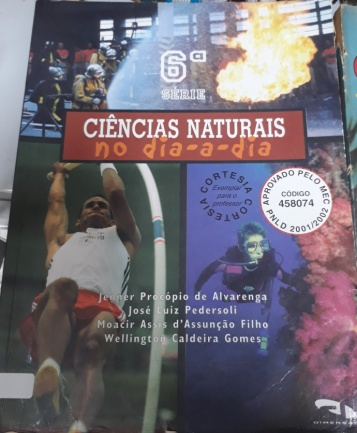 6ª
SÉRIE
CIÊNCIAS NATURAIS
no dia-a-dia
CORTESIA
Exemplar
para o
professor
CORTESIA
APROVADO PELO MEC
CÓDIGO
458074
PNLD 2001/2002
Jenner Procópio de Alvarenga
José Luiz Pedersoli
Moacir Assis d'Assunção Filho
Wellington Caldeira Gomes